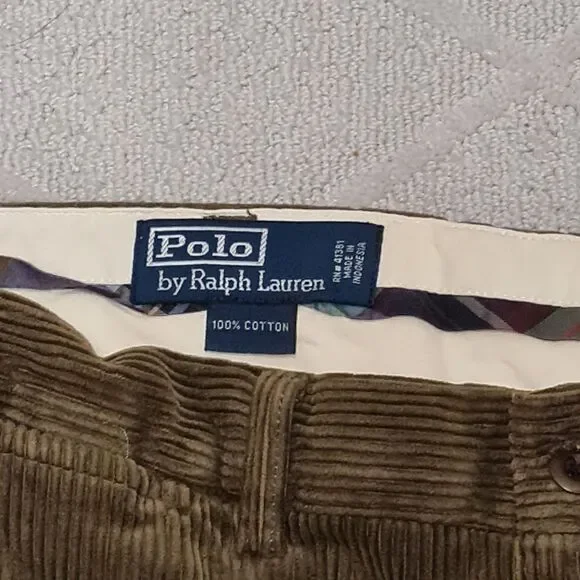 Polo
by Ralph Lauren
RN# 41381
MADE IN
INDONESIA
100% COTTON